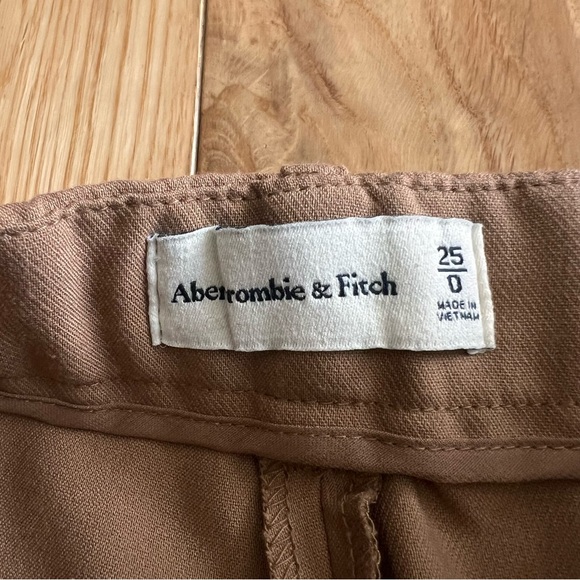 Abercrombie & Fitch
25
0
MADE IN
VIETNAM